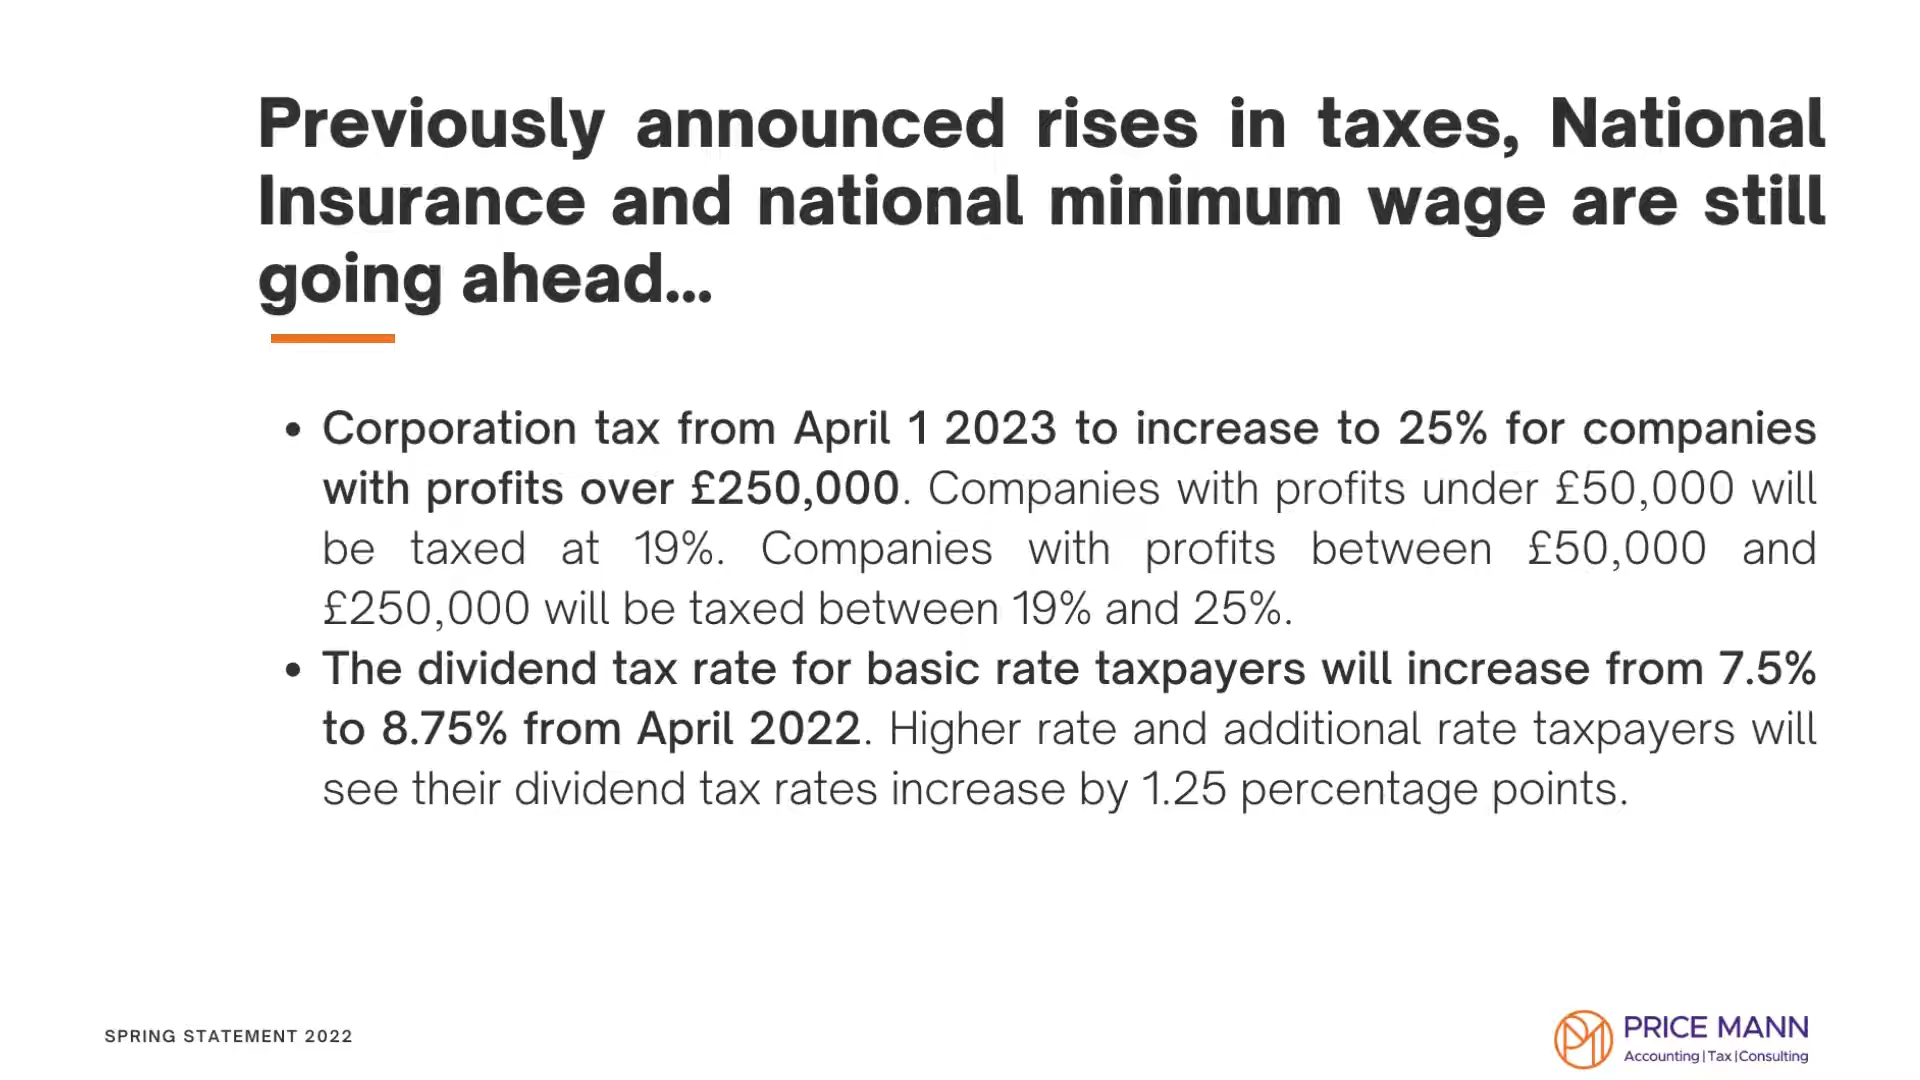 Previously announced rises in taxes, National
Insurance and national minimum wage are still
going ahead...
• Corporation tax from April 1 2023 to increase to 25% for companies
with profits over £250,000. Companies with profits under £50,000 will
be taxed at 19%. Companies with profits between £50,000 and
£250,000 will be taxed between 19% and 25%.
• The dividend tax rate for basic rate taxpayers will increase from 7.5%
to 8.75% from April 2022. Higher rate and additional rate taxpayers will
see their dividend tax rates increase by 1.25 percentage points.
SPRING STATEMENT 2022
PRICE MANN
Accounting|Tax|Consulting